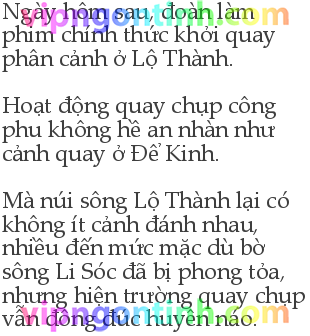 Ngày hôm sau, đoàn làm
phim chính thức khởi quay
phân cảnh ở Lộ Thành.
Hoạt động quay chụp công
phu không hề an nhàn như
cảnh quay ở Để Kinh.
Mà núi sông Lộ Thành lại có
không ít cảnh đánh nhau,
nhiều đến mức mặc dù bờ
sông Li Sóc đã bị phong tỏa,
nhưng hiện trường quay chụp
vẫn đông đúc huyên náo.
vipngontinh.com
vipngontinh.com